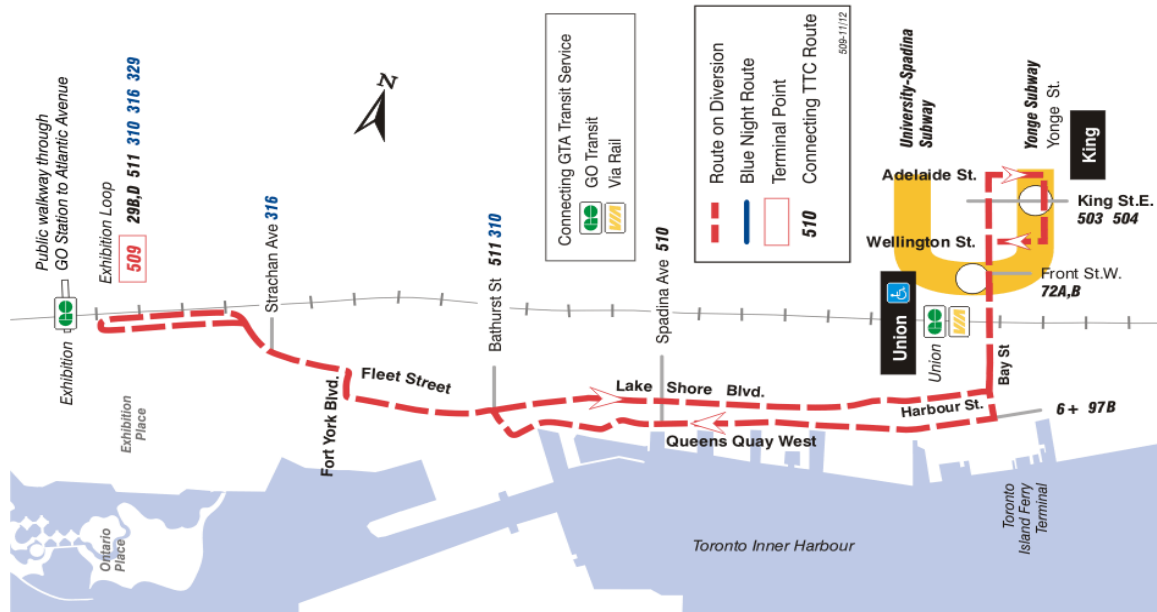 Public walkway through
GO Station to Atlantic Avenue
Exhibition Loop
509 29B,D 511 310 316 329
GO
Exhibition
Strachan Ave 316
Exhibition
Place
Ontario
Place
Fort York Blvd.
Fleet Street
N
Bathurst St 511 310
Connecting GTA Transit Service
GO GO Transit
VIA Via Rail
Lake Shore Blvd.
Spadina Ave 510
Queens Quay West
Toronto Inner Harbour
Route on Diversion
Blue Night Route
Terminal Point
510 Connecting TTC Route
509-11/12
University-Spadina
Subway
Yonge Subway
Yonge St.
King
Adelaide St.
King St.E.
503 504
Wellington St.
Front St.W.
72A,B
Union
GO
VIA
Union
Bay St
Harbour St.
6+ 97B
Toronto
Island Ferry
Terminal